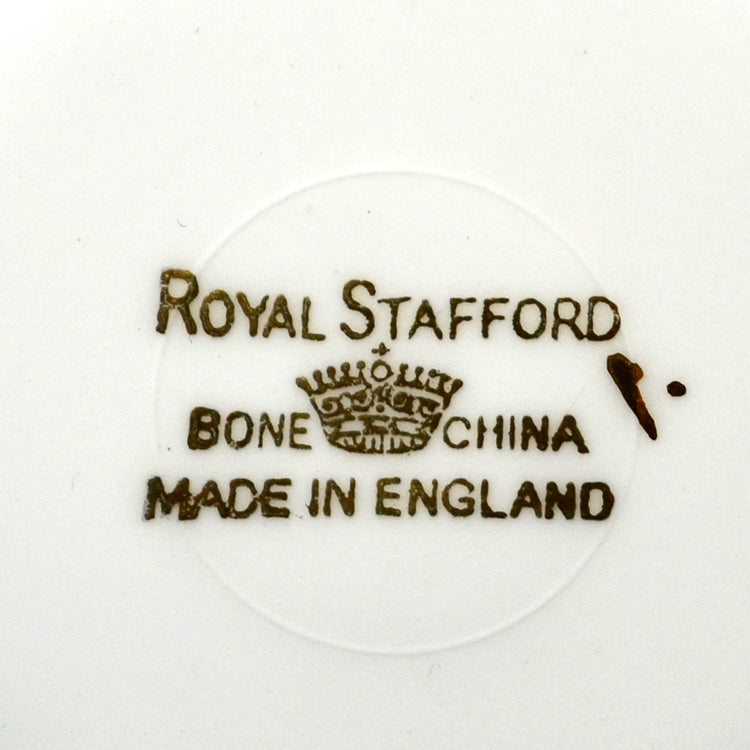 ROYAL STAFFORD
BONE CHINA
MADE IN ENGLAND